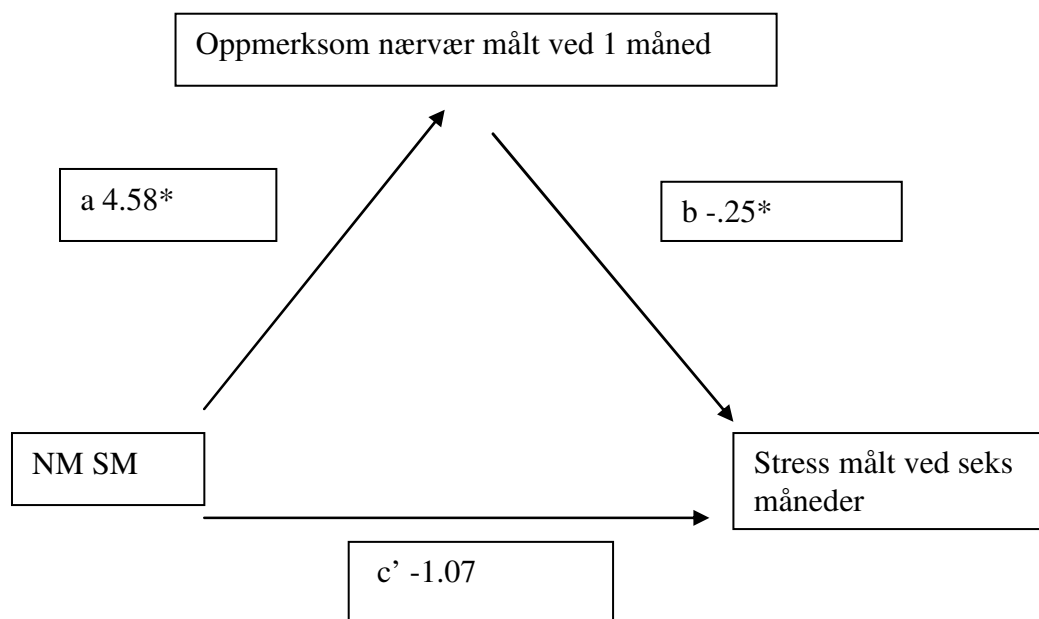 Oppmerksom nærvær målt ved 1 måned
a 4.58*
b -.25*
NM SM
Stress målt ved seks
måneder
c’ -1.07